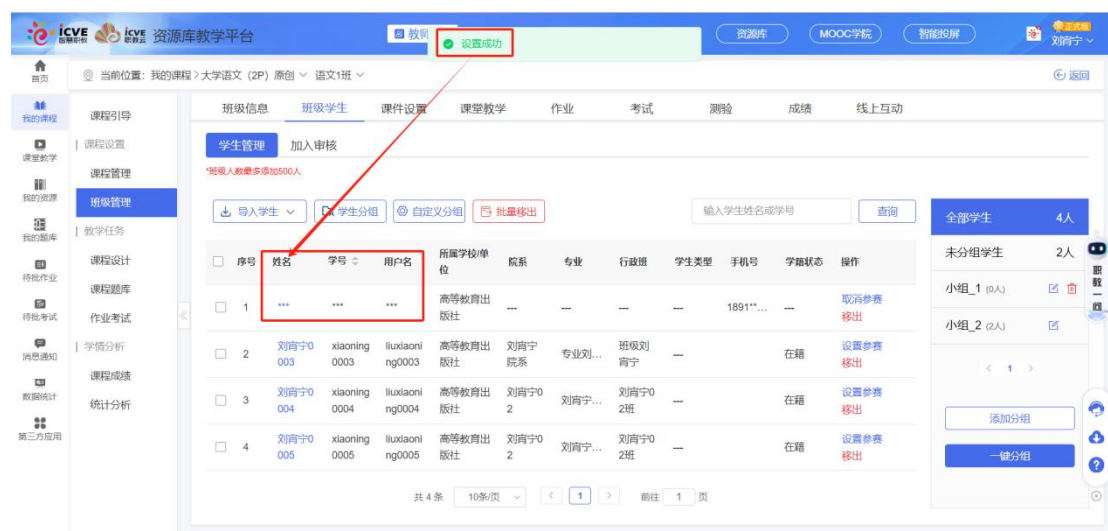 icve 智慧职教 icve 职教云 资源库教学平台 教师 资源库 MOOC学院 智能投屏 正式版 刘宵宁
设置成功
首页 当前位置: 我的课程 > 大学语文 (2P) 原创 语文1班 返回
我的课程
课堂教学
我的资源
我的题库
待批作业
待批考试
消息通知
数据统计
第三方应用
课程引导
课程设置
课程管理
班级管理
教学任务
课程设计
课程题库
作业考试
学情分析
课程成绩
统计分析
班级信息 班级学生 课件设置 课堂教学 作业 考试 测验 成绩 线上互动
学生管理 加入审核
*班级人数最多添加500人
导入学生 学生分组 自定义分组 批量移出 输入学生姓名或学号 查询
序号 姓名 学号 用户名 所属学校/单位 院系 专业 行政班 学生类型 手机号 学籍状态 操作
1 *** *** *** 高等教育出版社 --- --- --- --- 1891**... --- 取消参赛 移出
2 刘宵宁0003 xiaoning0003 liuxiaoning0003 高等教育出版社 刘宵宁院系 专业刘... 班级刘宵宁 --- 在籍 设置参赛 移出
3 刘宵宁0004 xiaoning0004 liuxiaoning0004 高等教育出版社 刘宵宁02 刘宵宁... 刘宵宁02班 --- 在籍 设置参赛 移出
4 刘宵宁0005 xiaoning0005 liuxiaoning0005 高等教育出版社 刘宵宁02 刘宵宁... 刘宵宁02班 --- 在籍 设置参赛 移出
共 4 条 10条/页 < 1 > 前往 1 页
全部学生 4人
未分组学生 2人
小组_1 (0人)
小组_2 (2人)
< 1 >
添加分组
一键分组
职教一